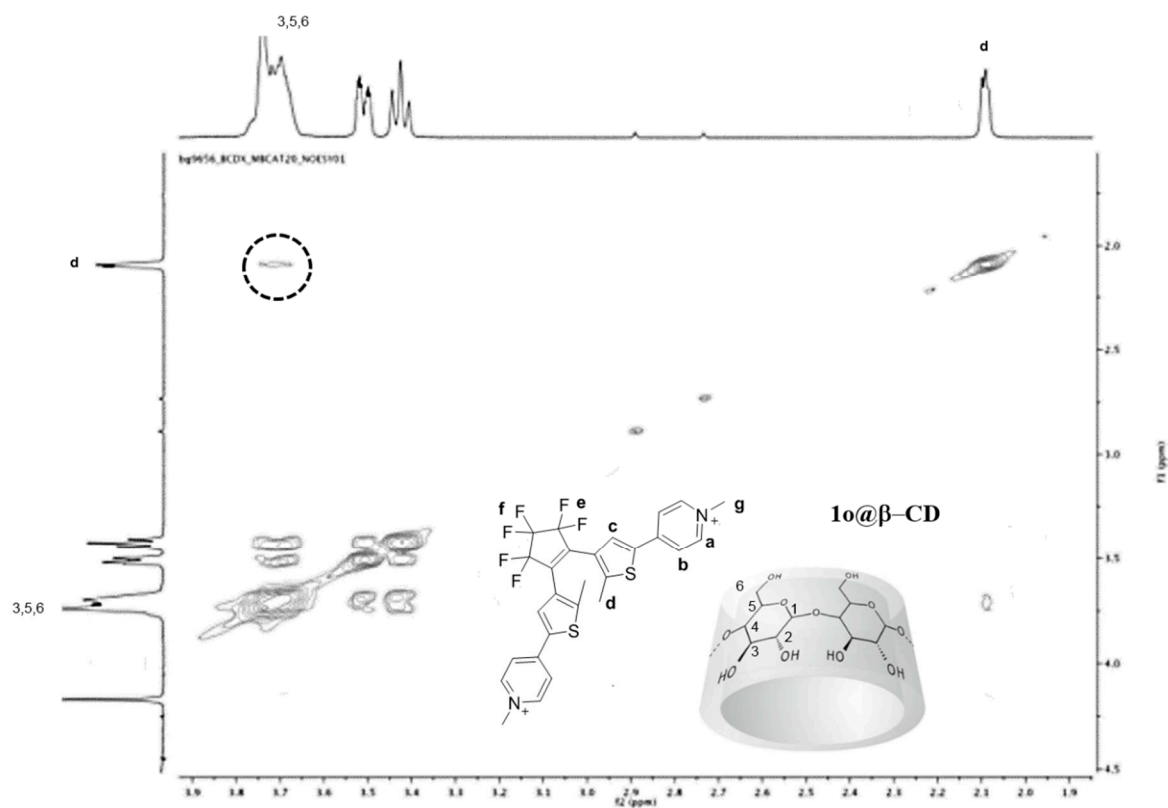 3,5,6
d
bq9656_BCDX_MBCAT20_NOESY01
d
2.0
2.5
3.0
3.5
4.0
4.5
f1 (ppm)
3,5,6
f
F
F
F
F
e
F
F
c
S
d
N
+
g
a
b
S
N
+
1o@β–CD
6
OH
OH
5
O
1
O
O
4
O
2
O
3
OH
HO
OH
HO
3.9
3.8
3.7
3.6
3.5
3.4
3.3
3.2
3.1
3.0
2.9
2.8
2.7
2.6
2.5
2.4
2.3
2.2
2.1
2.0
1.9
f2 (ppm)